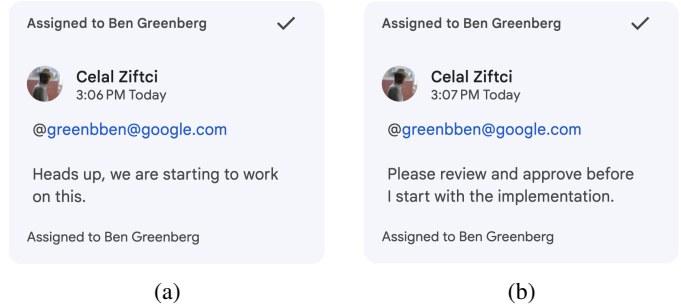 Assigned to Ben Greenberg
Celal Ziftci
3:06 PM Today
@greenbben@google.com
Heads up, we are starting to work
on this.
Assigned to Ben Greenberg
(a)
Assigned to Ben Greenberg
Celal Ziftci
3:07 PM Today
@greenbben@google.com
Please review and approve before
I start with the implementation.
Assigned to Ben Greenberg
(b)